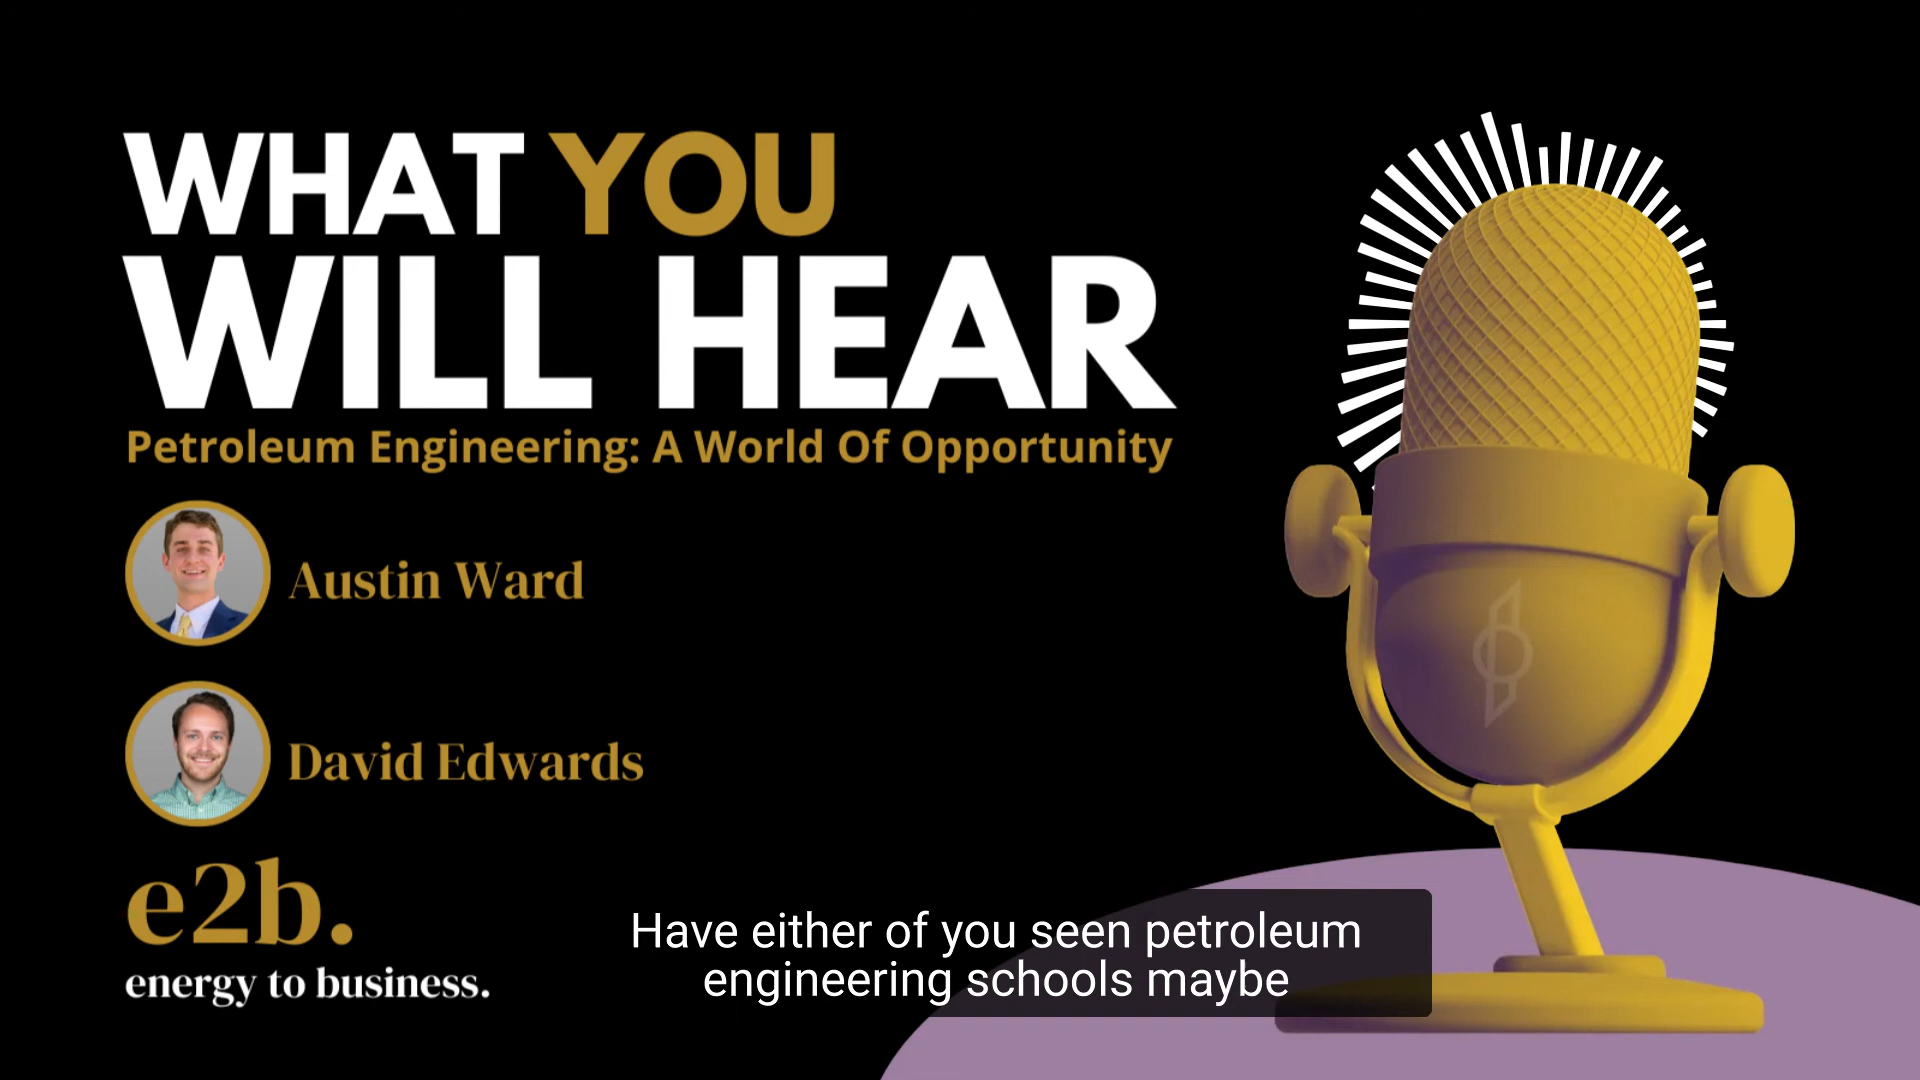 WHAT YOU
WILL HEAR
Petroleum Engineering: A World Of Opportunity
Austin Ward
David Edwards
e2b.
energy to business.
Have either of you seen petroleum
engineering schools maybe